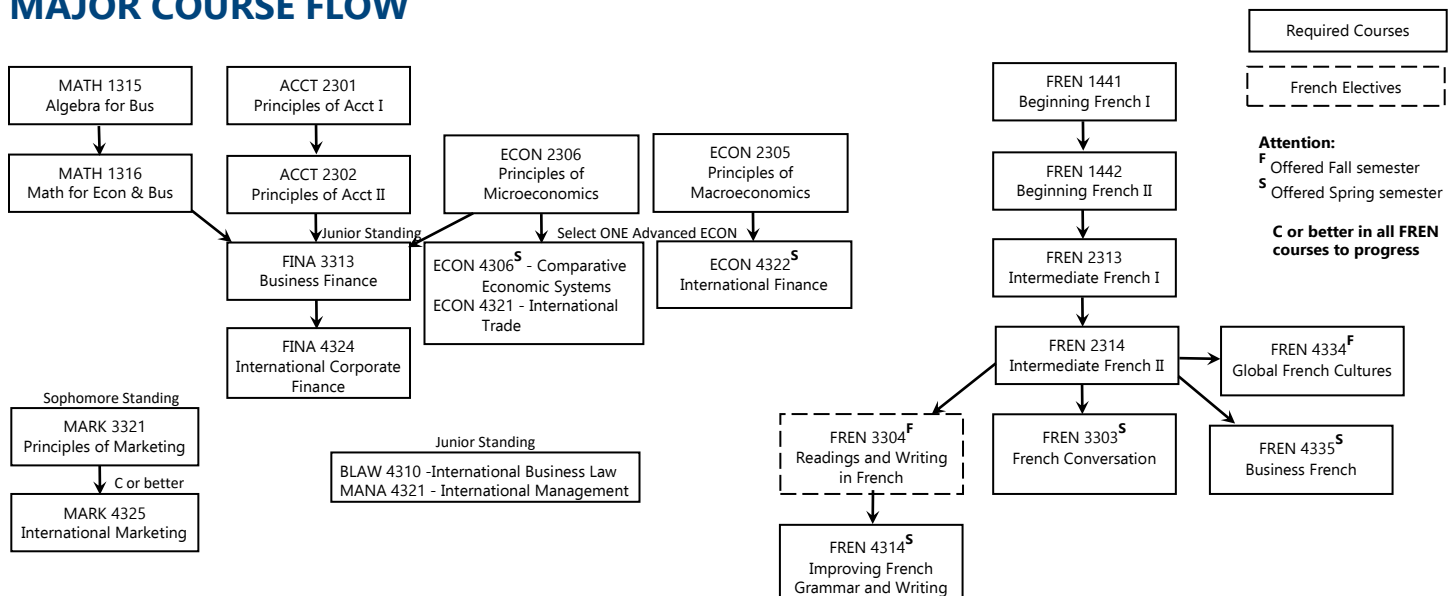 MAJOR COURSE FLOW
Required Courses
French Electives
Attention:
F Offered Fall semester
S Offered Spring semester
C or better in all FREN
courses to progress
MATH 1315
Algebra for Bus
MATH 1316
Math for Econ & Bus
ACCT 2301
Principles of Acct I
ACCT 2302
Principles of Acct II
ECON 2306
Principles of
Microeconomics
ECON 2305
Principles of
Macroeconomics
Junior Standing
Select ONE Advanced ECON
FINA 3313
Business Finance
ECON 4306S - Comparative
Economic Systems
ECON 4321 - International
Trade
ECON 4322S
International Finance
FINA 4324
International Corporate
Finance
Sophomore Standing
MARK 3321
Principles of Marketing
C or better
MARK 4325
International Marketing
Junior Standing
BLAW 4310 -International Business Law
MANA 4321 - International Management
FREN 1441
Beginning French I
FREN 1442
Beginning French II
FREN 2313
Intermediate French I
FREN 2314
Intermediate French II
FREN 4334F
Global French Cultures
FREN 3304F
Readings and Writing
in French
FREN 3303S
French Conversation
FREN 4335S
Business French
FREN 4314S
Improving French
Grammar and Writing